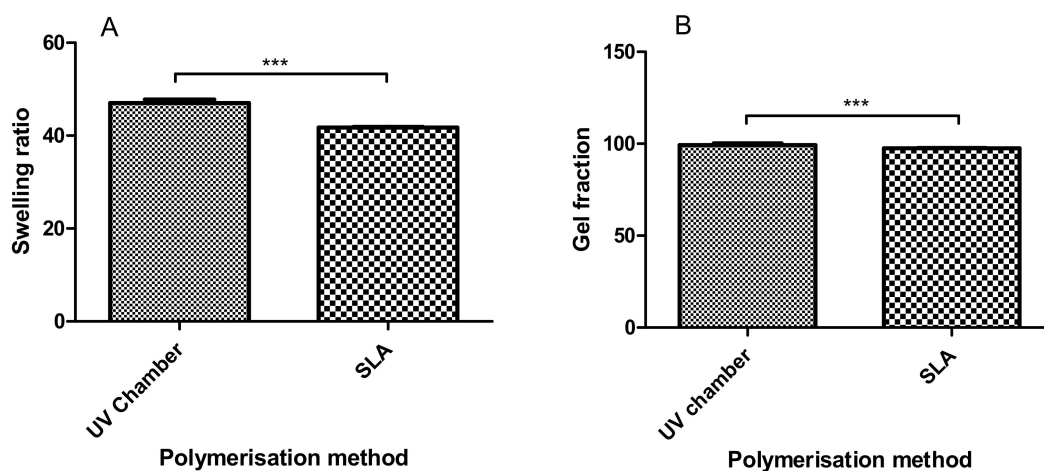 A
Swelling ratio
60
40
20
0
***
UV Chamber
SLA
Polymerisation method
B
Gel fraction
150
100
50
0
***
UV chamber
SLA
Polymerisation method